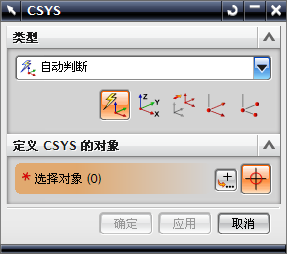 CSYS
类型
自动判断
Z
Y
X
定义 CSYS 的对象
* 选择对象 (0)
确定 应用 取消